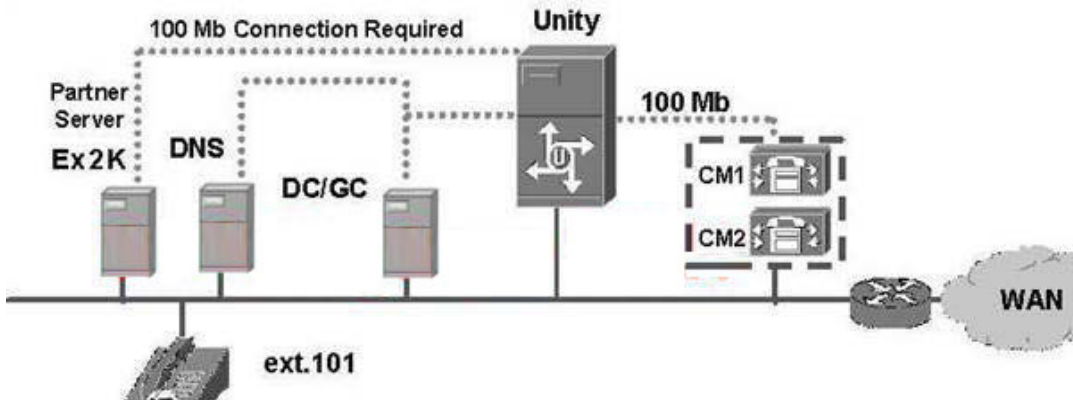 Unity
100 Mb Connection Required
Partner
Server
Ex2K
DNS
DC/GC
100 Mb
CM1
CM2
U
WAN
ext.101